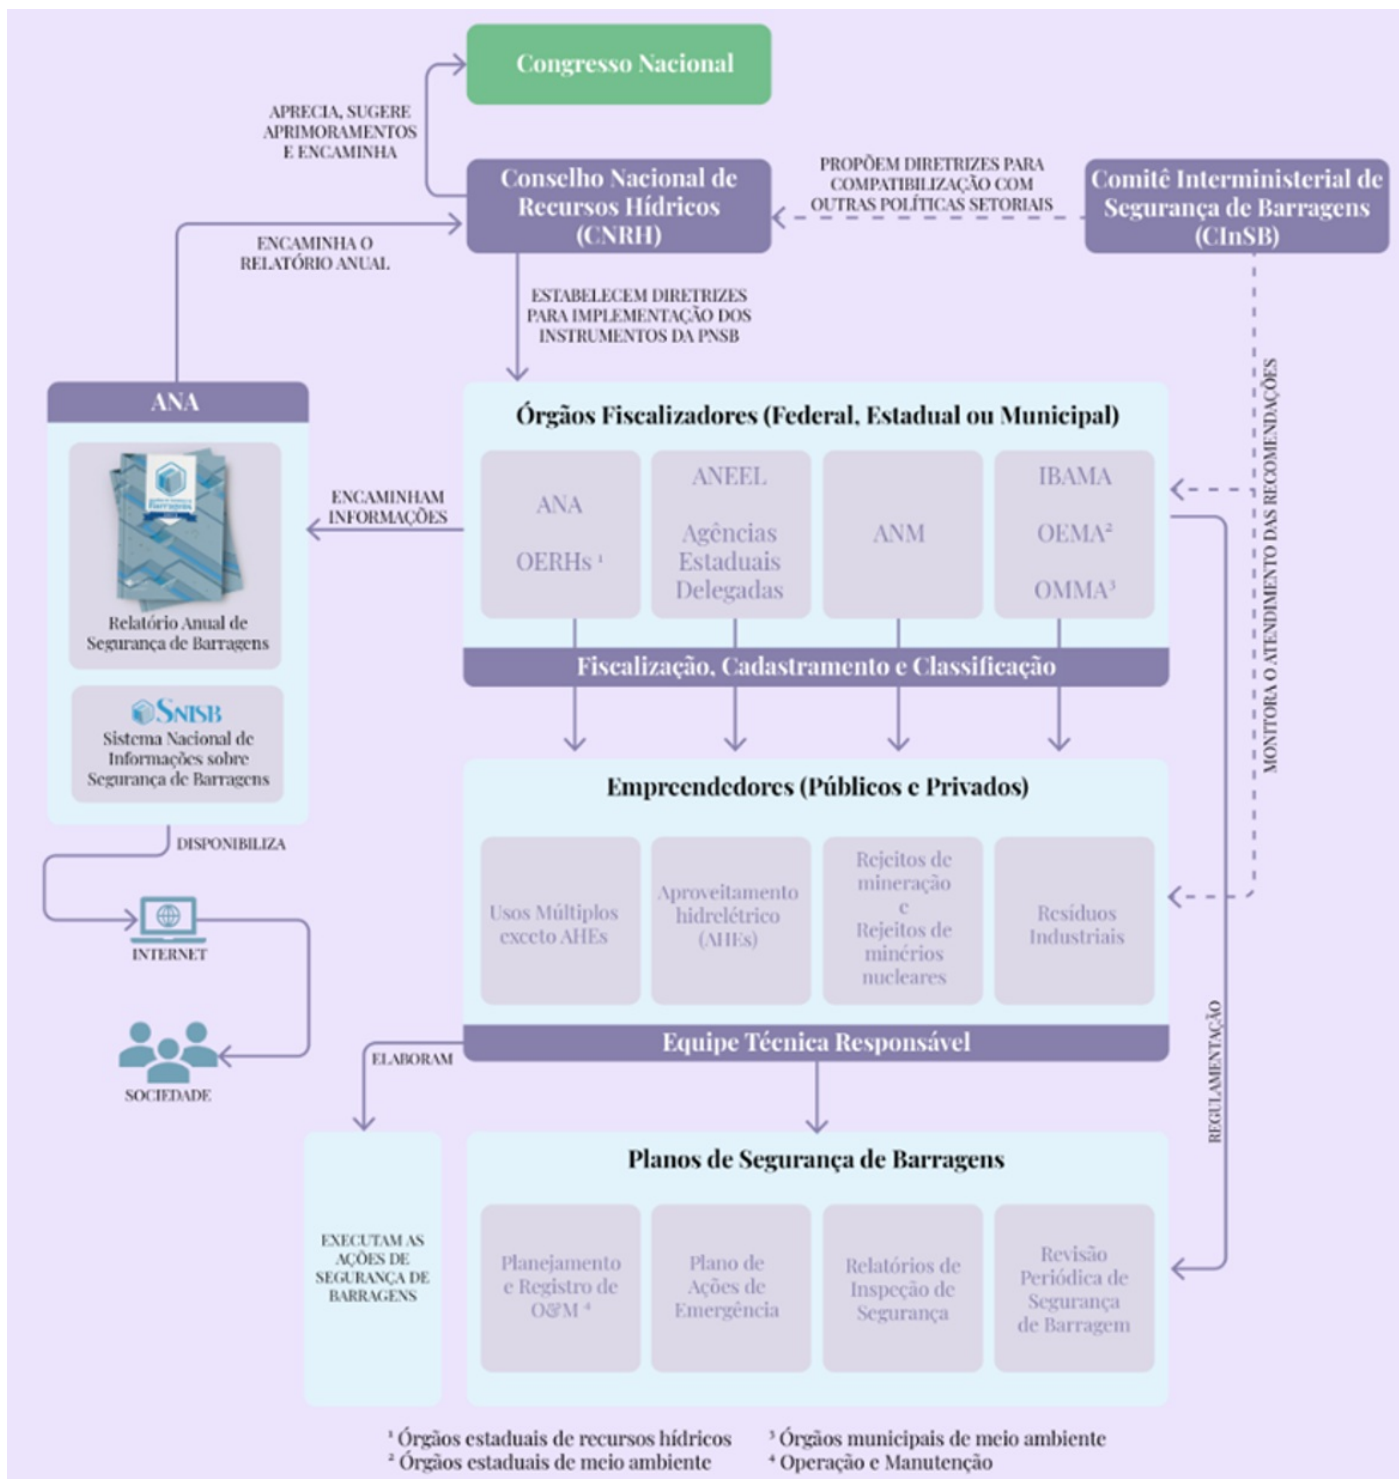 Congresso Nacional
APRECIA, SUGERE
APRIMORAMENTOS
E ENCAMINHA
Conselho Nacional de
Recursos Hídricos
(CNRH)
PROPÕEM DIRETRIZES PARA
COMPATIBILIZAÇÃO COM
OUTRAS POLÍTICAS SETORIAIS
Comitê Interministerial de
Segurança de Barragens
(CInSB)
ENCAMINHA O
RELATÓRIO ANUAL
ESTABELECEM DIRETRIZES
PARA IMPLEMENTAÇÃO DOS
INSTRUMENTOS DA PNSB
ANA
Relatório Anual de
Segurança de Barragens
SNISB
Sistema Nacional de
Informações sobre
Segurança de Barragens
ENCAMINHAM
INFORMAÇÕES
Órgãos Fiscalizadores (Federal, Estadual ou Municipal)
ANA
OERHs ¹
ANEEL
Agências
Estaduais
Delegadas
ANM
IBAMA
OEMA²
OMMA³
Fiscalização, Cadastramento e Classificação
MONITORA O ATENDIMENTO DAS RECOMENDAÇÕES
DISPONIBILIZA
INTERNET
SOCIEDADE
Empreendedores (Públicos e Privados)
Usos Múltiplos
exceto AHEs
Aproveitamento
hidrelétrico
(AHEs)
Rejeitos de
mineração
e
Rejeitos de
minérios
nucleares
Resíduos
Industriais
Equipe Técnica Responsável
ELABORAM
REGULAMENTAÇÃO
EXECUTAM AS
AÇÕES DE
SEGURANÇA DE
BARRAGENS
Planos de Segurança de Barragens
Planejamento
e Registro de
O&M ⁴
Plano de
Ações de
Emergência
Relatórios de
Inspeção de
Segurança
Revisão
Periódica de
Segurança
de Barragem
¹ Órgãos estaduais de recursos hídricos
² Órgãos estaduais de meio ambiente
³ Órgãos municipais de meio ambiente
⁴ Operação e Manutenção